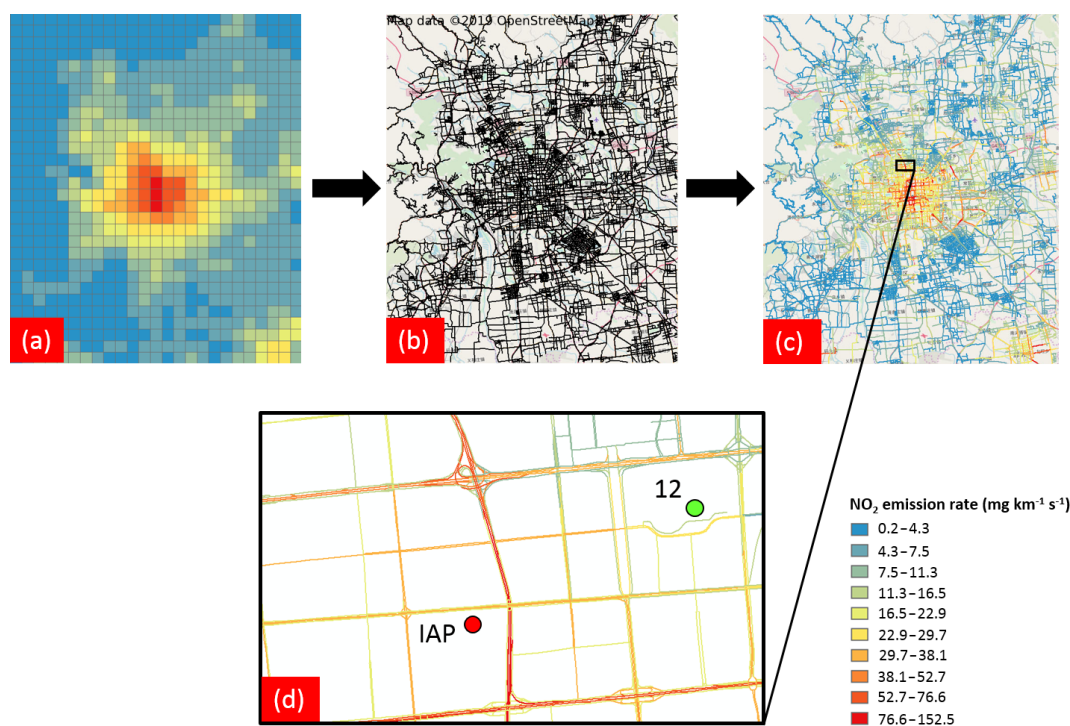 Map data ©2019 OpenStreetMap
(a)
(b)
(c)
12
IAP
(d)
NO₂ emission rate (mg km⁻¹ s⁻¹)
0.2–4.3
4.3–7.5
7.5–11.3
11.3–16.5
16.5–22.9
22.9–29.7
29.7–38.1
38.1–52.7
52.7–76.6
76.6–152.5